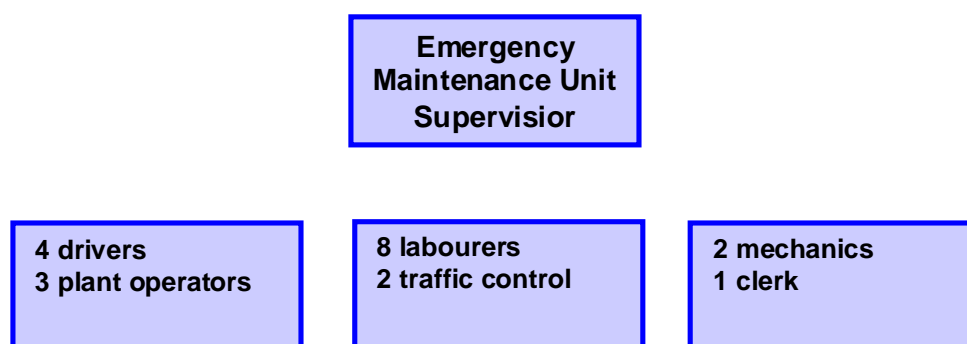 Emergency
Maintenance Unit
Supervisior
4 drivers
3 plant operators
8 labourers
2 traffic control
2 mechanics
1 clerk